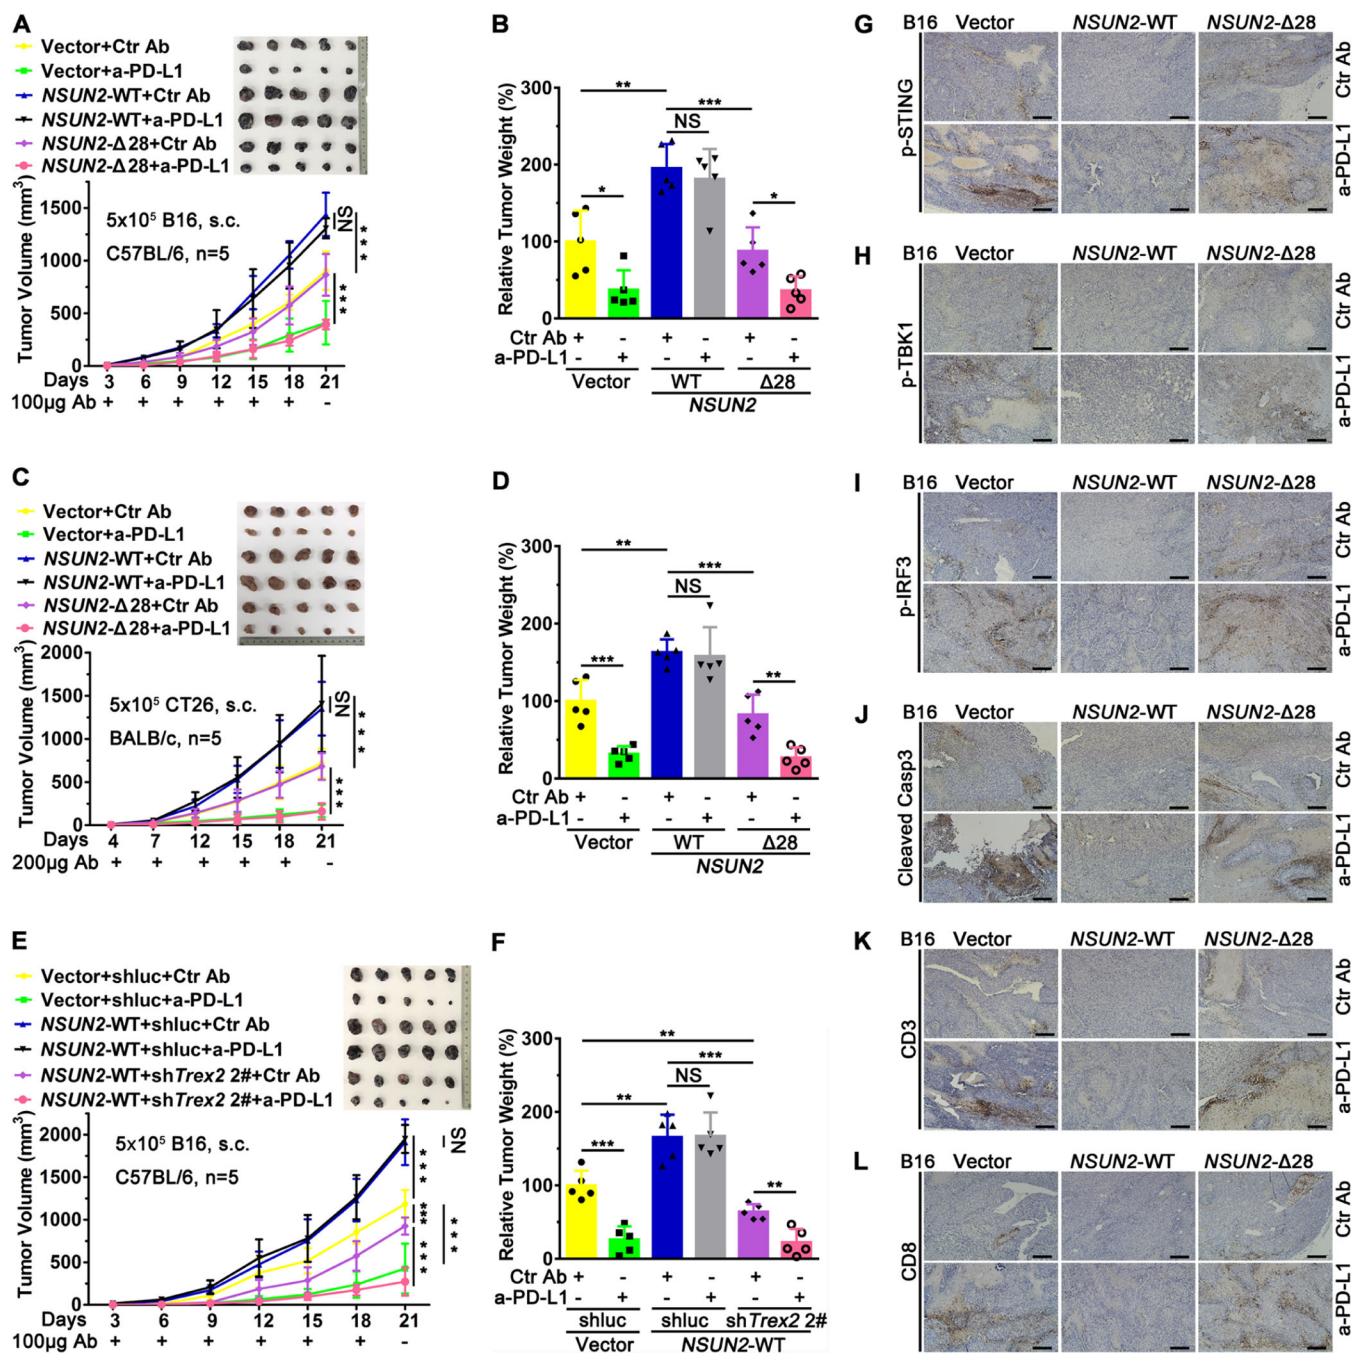 A
Vector+Ctr Ab
Vector+a-PD-L1
NSUN2-WT+Ctr Ab
NSUN2-WT+a-PD-L1
NSUN2-Δ28+Ctr Ab
NSUN2-Δ28+a-PD-L1
Tumor Volume (mm³)
1500
1000
500
0
5x10⁵ B16, s.c.
C57BL/6, n=5
NS
***
***
Days 3 6 9 12 15 18 21
100µg Ab + + + + + + -
B
Relative Tumor Weight (%)
300
200
100
0
**
***
NS
*
*
Ctr Ab + - + - + -
a-PD-L1 - + - + - +
Vector WT Δ28
NSUN2
C
Vector+Ctr Ab
Vector+a-PD-L1
NSUN2-WT+Ctr Ab
NSUN2-WT+a-PD-L1
NSUN2-Δ28+Ctr Ab
NSUN2-Δ28+a-PD-L1
Tumor Volume (mm³)
2000
1500
1000
500
0
5x10⁵ CT26, s.c.
BALB/c, n=5
NS
***
***
Days 4 7 12 15 18 21
200µg Ab + + + + + -
D
Relative Tumor Weight (%)
300
200
100
0
**
***
NS
***
**
Ctr Ab + - + - + -
a-PD-L1 - + - + - +
Vector WT Δ28
NSUN2
E
Vector+shluc+Ctr Ab
Vector+shluc+a-PD-L1
NSUN2-WT+shluc+Ctr Ab
NSUN2-WT+shluc+a-PD-L1
NSUN2-WT+shTrex2 2#+Ctr Ab
NSUN2-WT+shTrex2 2#+a-PD-L1
Tumor Volume (mm³)
2000
1500
1000
500
0
5x10⁵ B16, s.c.
C57BL/6, n=5
NS
***
***
***
***
Days 3 6 9 12 15 18 21
100µg Ab + + + + + + -
F
Relative Tumor Weight (%)
300
200
100
0
**
***
NS
**
***
**
Ctr Ab + - + - + -
a-PD-L1 - + - + - +
shluc shluc shTrex2 2#
Vector NSUN2-WT
G
B16 Vector NSUN2-WT NSUN2-Δ28
p-STING
Ctr Ab
a-PD-L1
H
B16 Vector NSUN2-WT NSUN2-Δ28
p-TBK1
Ctr Ab
a-PD-L1
I
B16 Vector NSUN2-WT NSUN2-Δ28
p-IRF3
Ctr Ab
a-PD-L1
J
B16 Vector NSUN2-WT NSUN2-Δ28
Cleaved Casp3
Ctr Ab
a-PD-L1
K
B16 Vector NSUN2-WT NSUN2-Δ28
CD3
Ctr Ab
a-PD-L1
L
B16 Vector NSUN2-WT NSUN2-Δ28
CD8
Ctr Ab
a-PD-L1